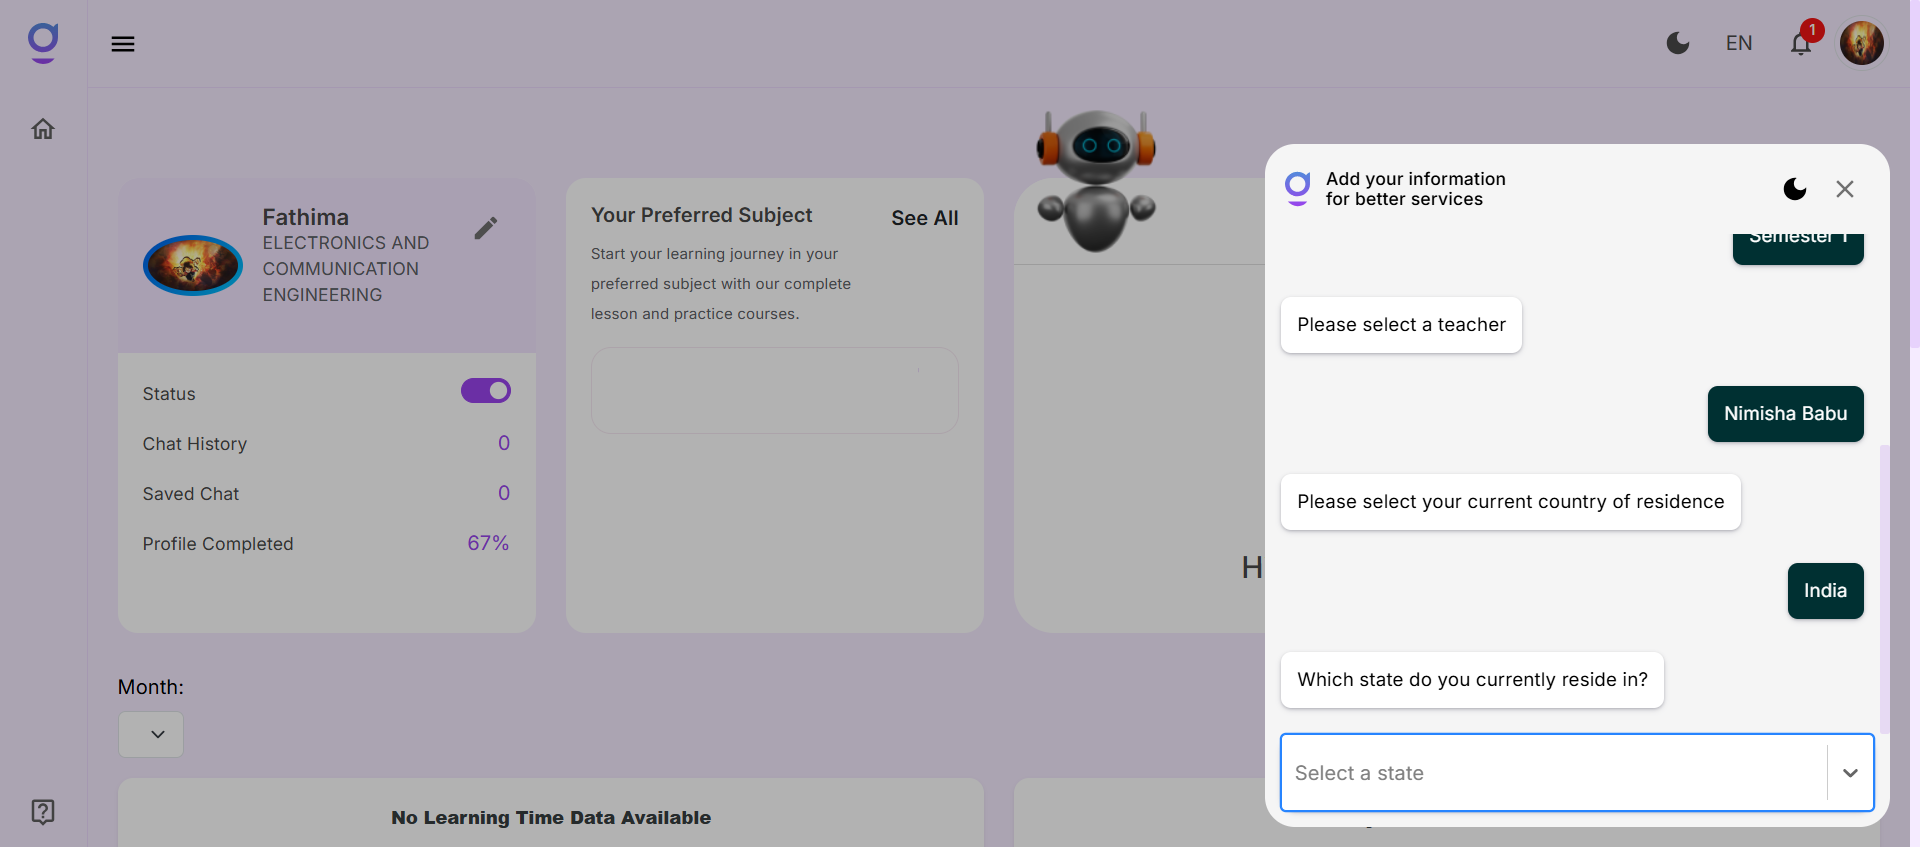 EN
1
Fathima
ELECTRONICS AND
COMMUNICATION
ENGINEERING
Status
Chat History
0
Saved Chat
0
Profile Completed
67%
Your Preferred Subject
See All
Start your learning journey in your
preferred subject with our complete
lesson and practice courses.
H
Month:
No Learning Time Data Available
Add your information
for better services
Semester 1
Please select a teacher
Nimisha Babu
Please select your current country of residence
India
Which state do you currently reside in?
Select a state